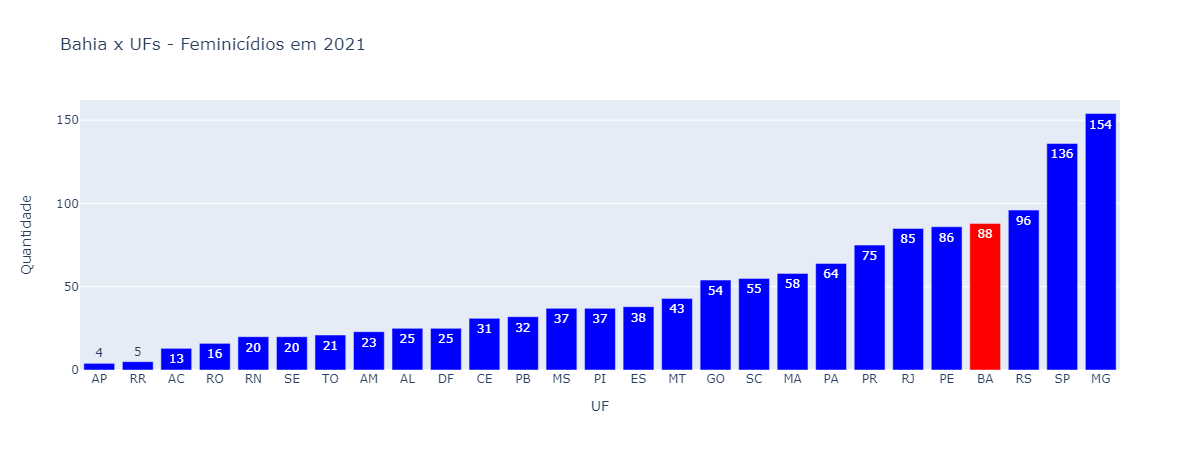 Bahia x UFs - Feminicídios em 2021
150
100
50
0
Quantidade
4 5 13 16 20 20 21 23 25 25 31 32 37 37 38 43 54 55 58 64 75 85 86 88 96 136 154
AP RR AC RO RN SE TO AM AL DF CE PB MS PI ES MT GO SC MA PA PR RJ PE BA RS SP MG
UF